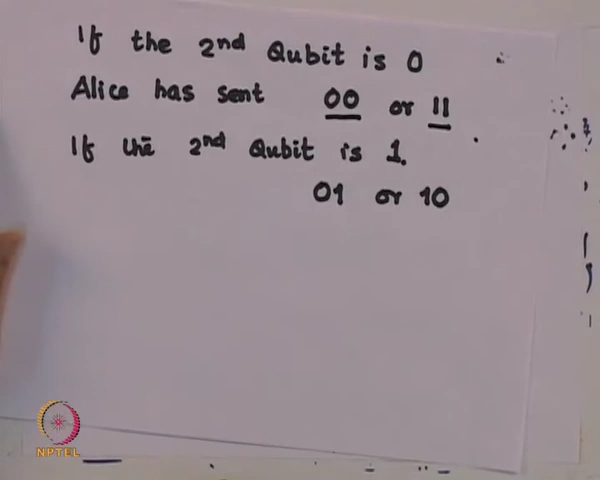 If the 2nd Qubit is 0
Alice has sent 00 or 11
If the 2nd Qubit is 1.
01 or 10
NPTEL